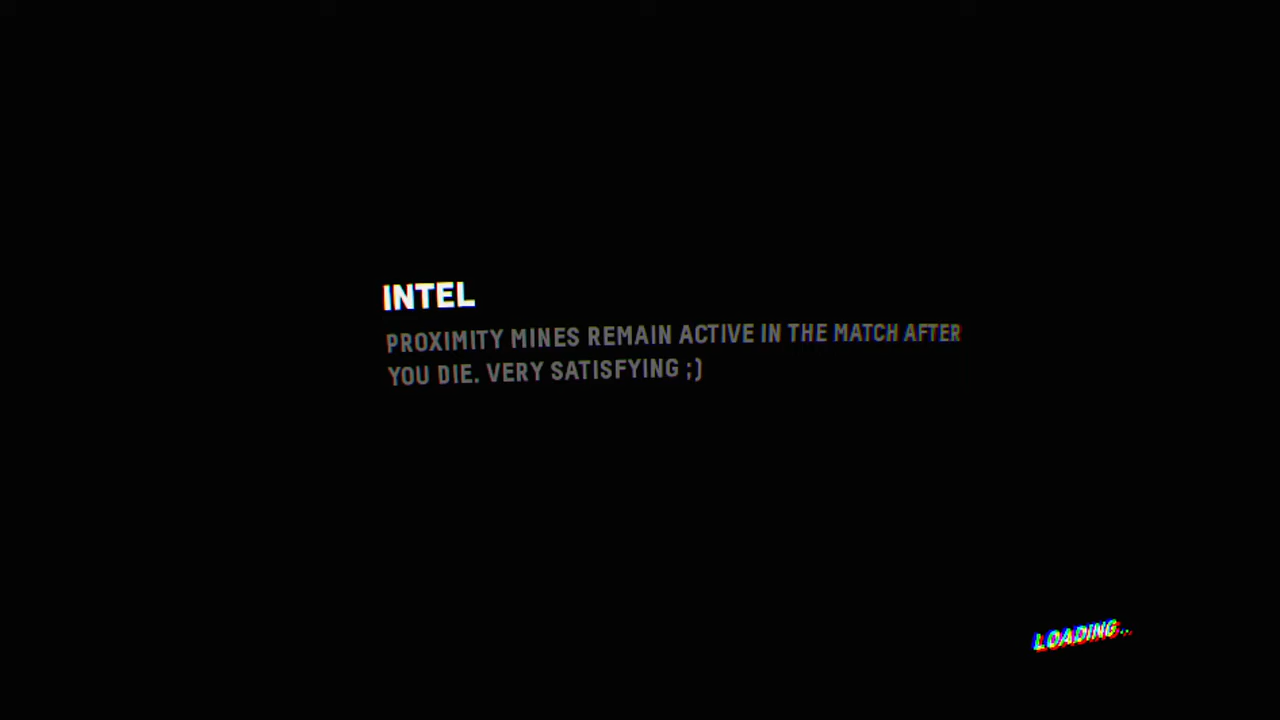 INTEL
PROXIMITY MINES REMAIN ACTIVE IN THE MATCH AFTER
YOU DIE. VERY SATISFYING ;)
LOADING...